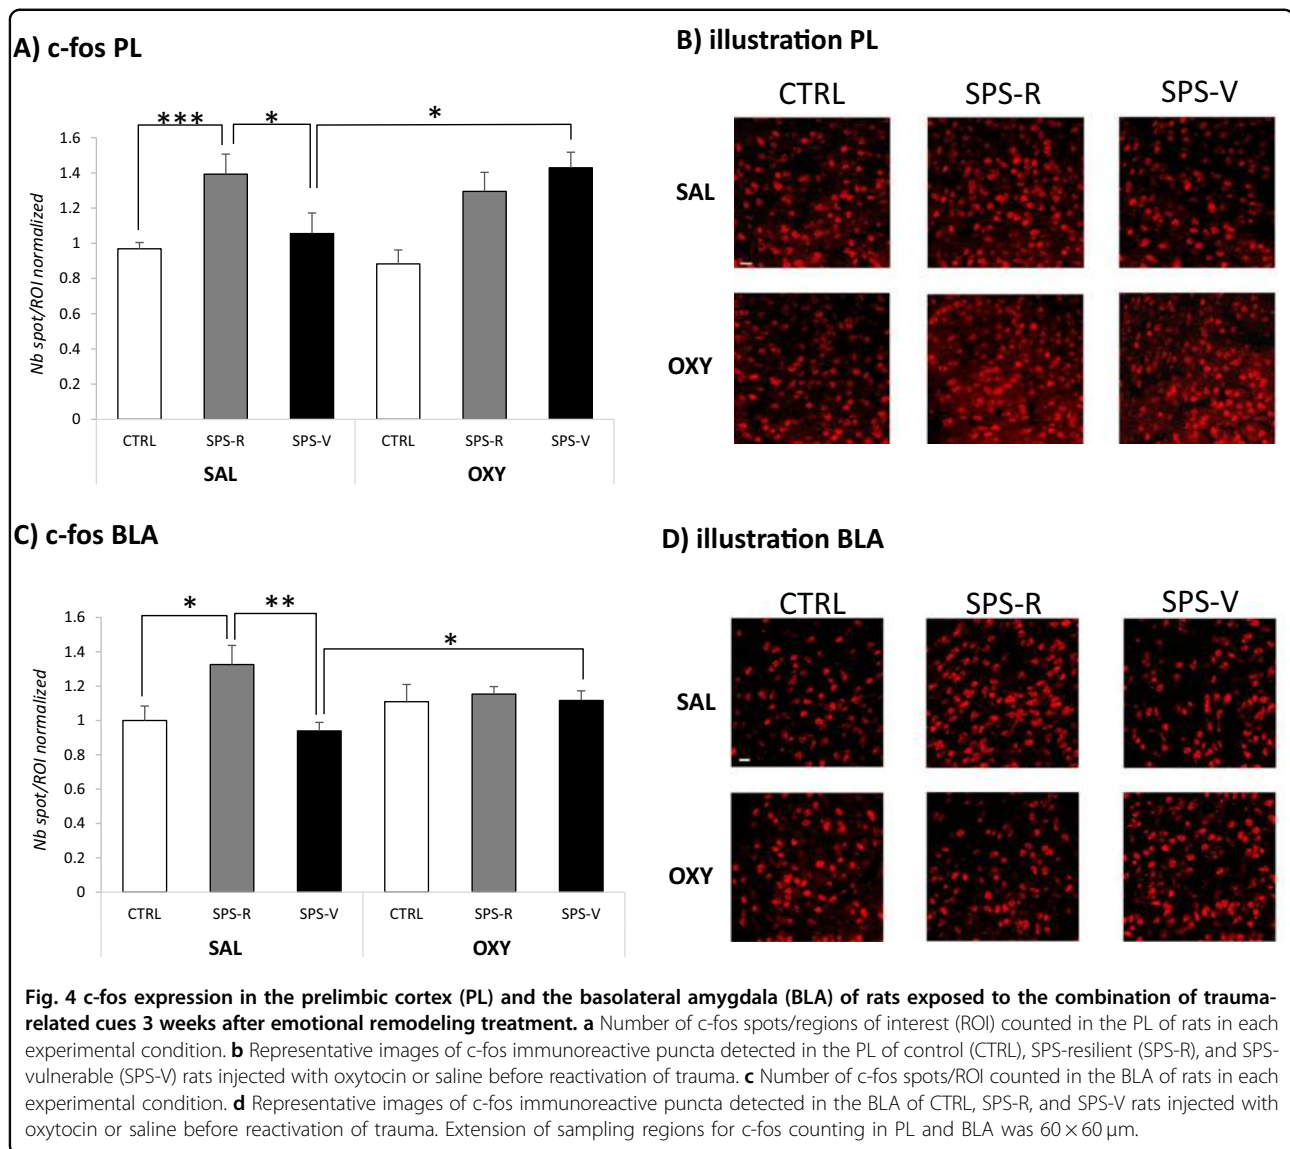 A) c-fos PL
*** * *
Nb spot/ROI normalized
1.6
1.4
1.2
1
0.8
0.6
0.4
0.2
0
CTRL SPS-R SPS-V CTRL SPS-R SPS-V
SAL OXY
B) illustration PL
CTRL SPS-R SPS-V
SAL
OXY
C) c-fos BLA
* ** *
Nb spot/ROI normalized
1.6
1.4
1.2
1
0.8
0.6
0.4
0.2
0
CTRL SPS-R SPS-V CTRL SPS-R SPS-V
SAL OXY
D) illustration BLA
CTRL SPS-R SPS-V
SAL
OXY
Fig. 4 c-fos expression in the prelimbic cortex (PL) and the basolateral amygdala (BLA) of rats exposed to the combination of trauma-
related cues 3 weeks after emotional remodeling treatment. a Number of c-fos spots/regions of interest (ROI) counted in the PL of rats in each
experimental condition. b Representative images of c-fos immunoreactive puncta detected in the PL of control (CTRL), SPS-resilient (SPS-R), and SPS-
vulnerable (SPS-V) rats injected with oxytocin or saline before reactivation of trauma. c Number of c-fos spots/ROI counted in the BLA of rats in each
experimental condition. d Representative images of c-fos immunoreactive puncta detected in the BLA of CTRL, SPS-R, and SPS-V rats injected with
oxytocin or saline before reactivation of trauma. Extension of sampling regions for c-fos counting in PL and BLA was 60 × 60 μm.